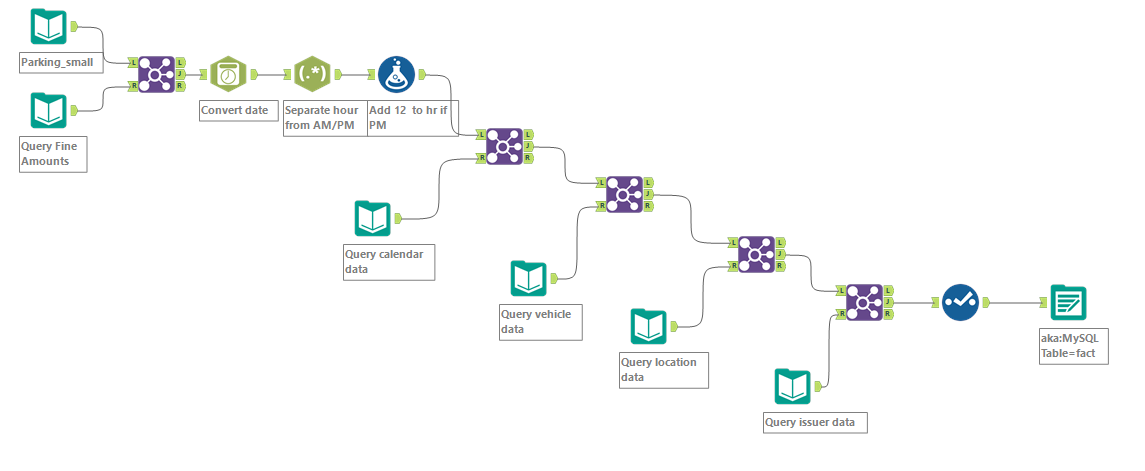 Parking_small
L
R
L
J
R
Query Fine
Amounts
Convert date
(.*)
Separate hour
from AM/PM
Add 12  to hr if
PM
L
R
L
J
R
Query calendar
data
L
R
L
J
R
Query vehicle
data
L
R
L
J
R
Query location
data
L
R
L
J
R
Query issuer data
aka:MySQL
Table=fact